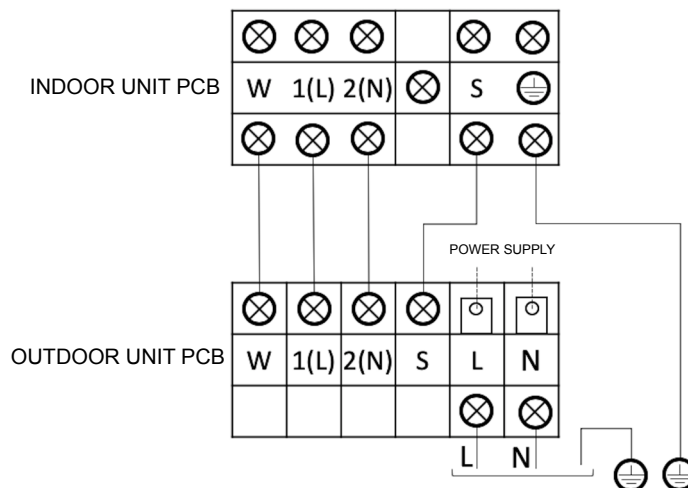 INDOOR UNIT PCB W 1(L) 2(N) S
POWER SUPPLY
OUTDOOR UNIT PCB W 1(L) 2(N) S L N
L N